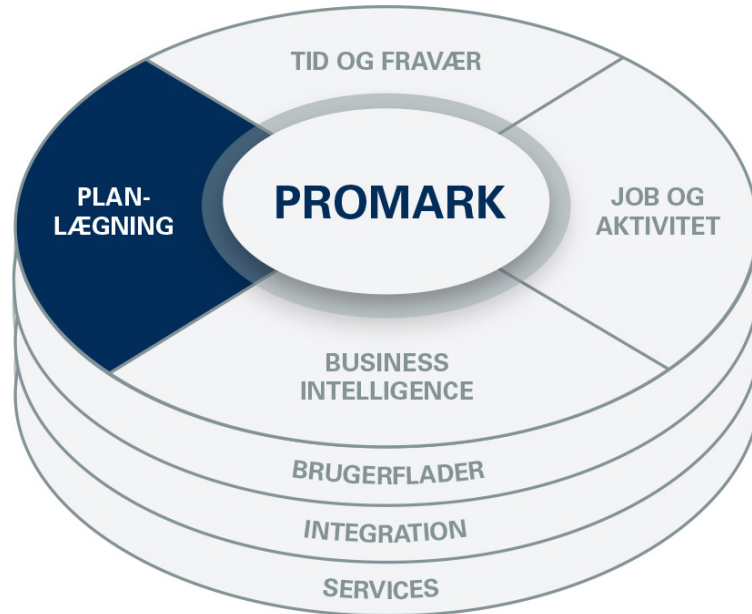 TID OG FRAVÆR
PLAN-
LÆGNING
PROMARK
JOB OG
AKTIVITET
BUSINESS
INTELLIGENCE
BRUGERFLADER
INTEGRATION
SERVICES